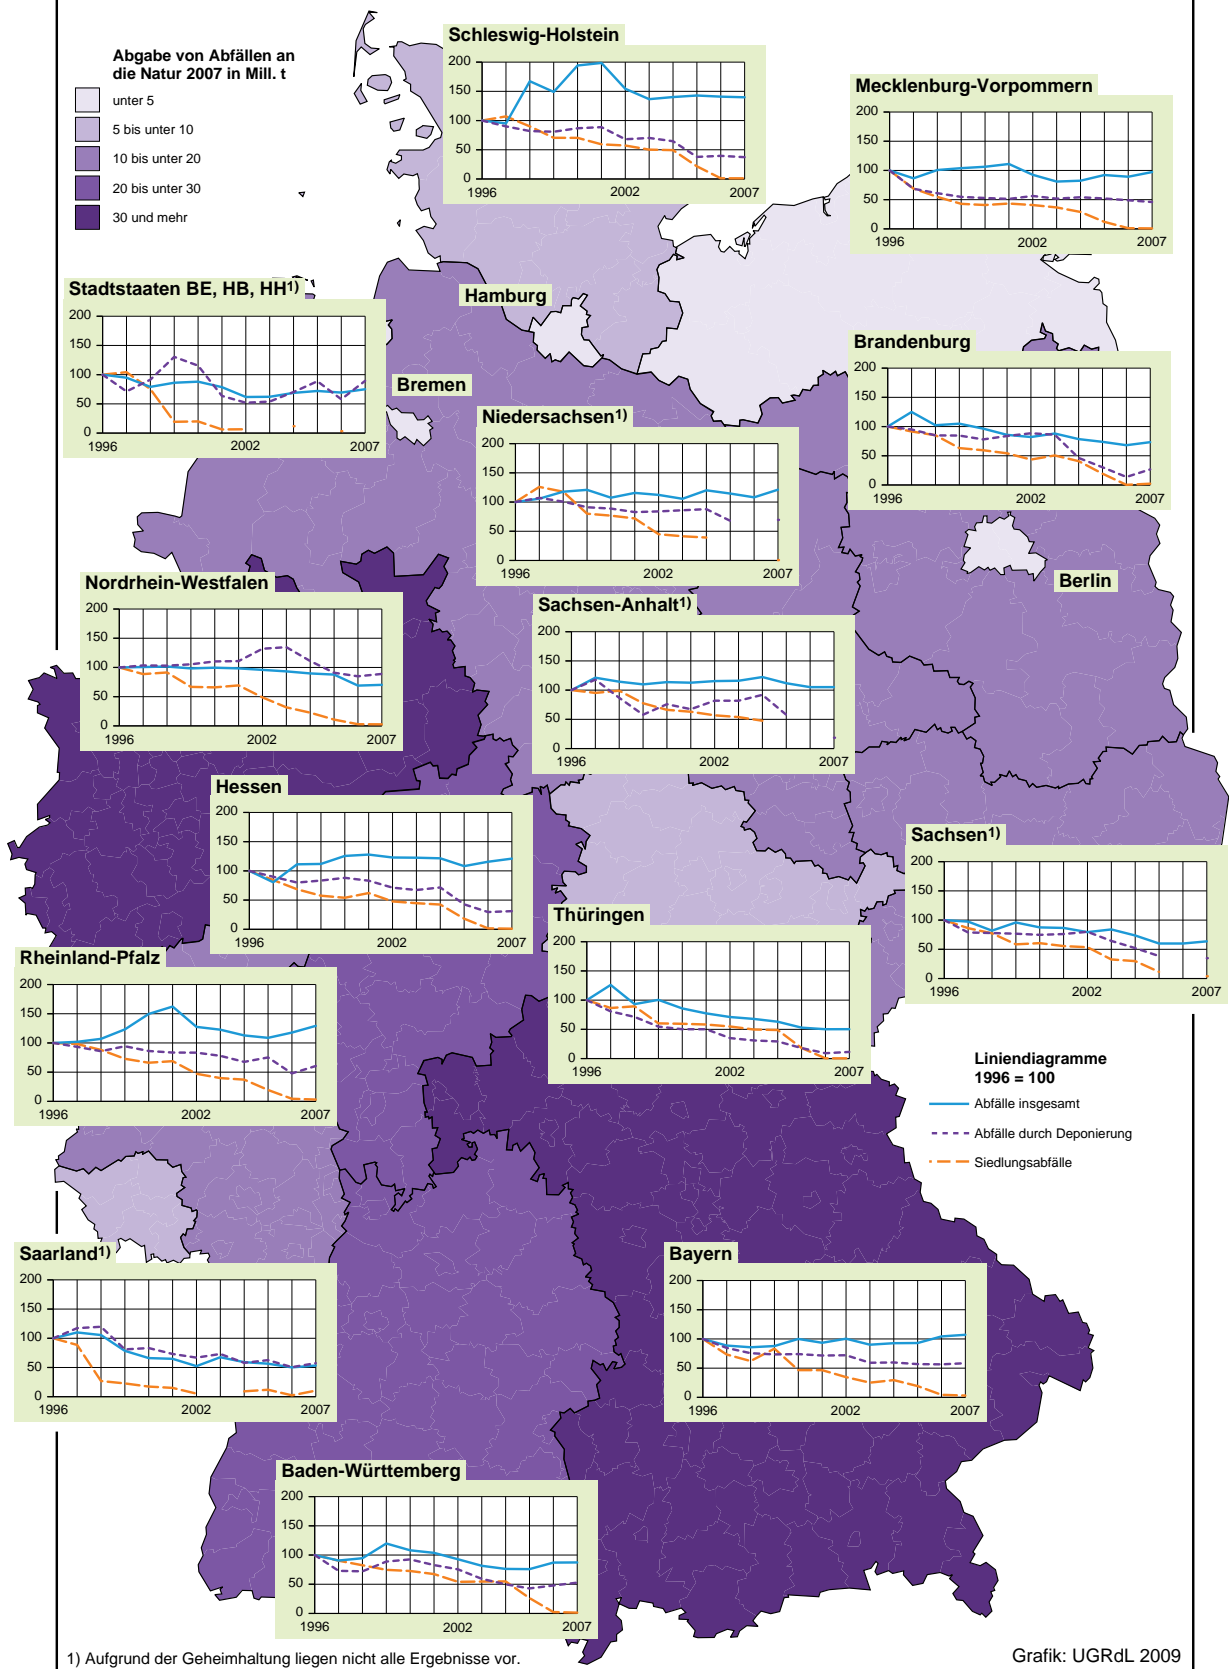 Abgabe von Abfällen an
die Natur 2007 in Mill. t
unter 5
5 bis unter 10
10 bis unter 20
20 bis unter 30
30 und mehr
Schleswig-Holstein
200
150
100
50
0
1996 2002 2007
Mecklenburg-Vorpommern
200
150
100
50
0
1996 2002 2007
Stadtstaaten BE, HB, HH1)
200
150
100
50
0
1996 2002 2007
Hamburg
Bremen
Brandenburg
200
150
100
50
0
1996 2002 2007
Niedersachsen1)
200
150
100
50
0
1996 2002 2007
Berlin
Nordrhein-Westfalen
200
150
100
50
0
1996 2002 2007
Sachsen-Anhalt1)
200
150
100
50
0
1996 2002 2007
Hessen
200
150
100
50
0
1996 2002 2007
Sachsen1)
200
150
100
50
0
1996 2002 2007
Thüringen
200
150
100
50
0
1996 2002 2007
Rheinland-Pfalz
200
150
100
50
0
1996 2002 2007
Liniendiagramme
1996 = 100
Abfälle insgesamt
Abfälle durch Deponierung
Siedlungsabfälle
Saarland1)
200
150
100
50
0
1996 2002 2007
Bayern
200
150
100
50
0
1996 2002 2007
Baden-Württemberg
200
150
100
50
0
1996 2002 2007
1) Aufgrund der Geheimhaltung liegen nicht alle Ergebnisse vor.
Grafik: UGRdL 2009